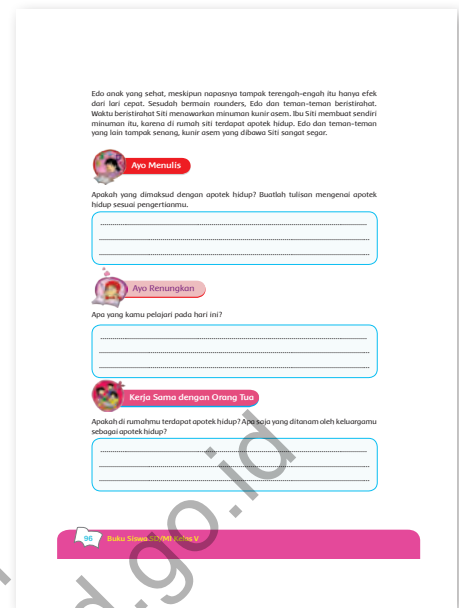 Edo anak yang sehat, meskipun napasnya tampak terengah-engah itu hanya efek
dari lari cepat. Sesudah bermain rounders, Edo dan teman-teman beristirahat.
Waktu beristirahat Siti menawarkan minuman kunir asem. Ibu Siti membuat sendiri
minuman itu, karena di rumah siti terdapat apotek hidup. Edo dan teman-teman
yang lain tampak senang, kunir asem yang dibawa Siti sangat segar.
Ayo Menulis
Apakah yang dimaksud dengan apotek hidup? Buatlah tulisan mengenai apotek
hidup sesuai pengertianmu.
Ayo Renungkan
Apa yang kamu pelajari pada hari ini?
Kerja Sama dengan Orang Tua
Apakah di rumahmu terdapat apotek hidup? Apa saja yang ditanam oleh keluargamu
sebagai apotek hidup?
96 Buku Siswa SD/MI Kelas V
d.go.id